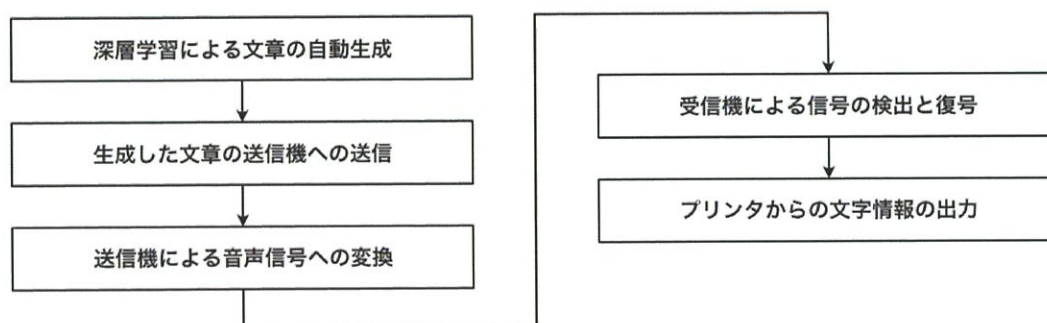 深層学習による文章の自動生成
生成した文章の送信機への送信
送信機による音声信号への変換
受信機による信号の検出と復号
プリンタからの文字情報の出力